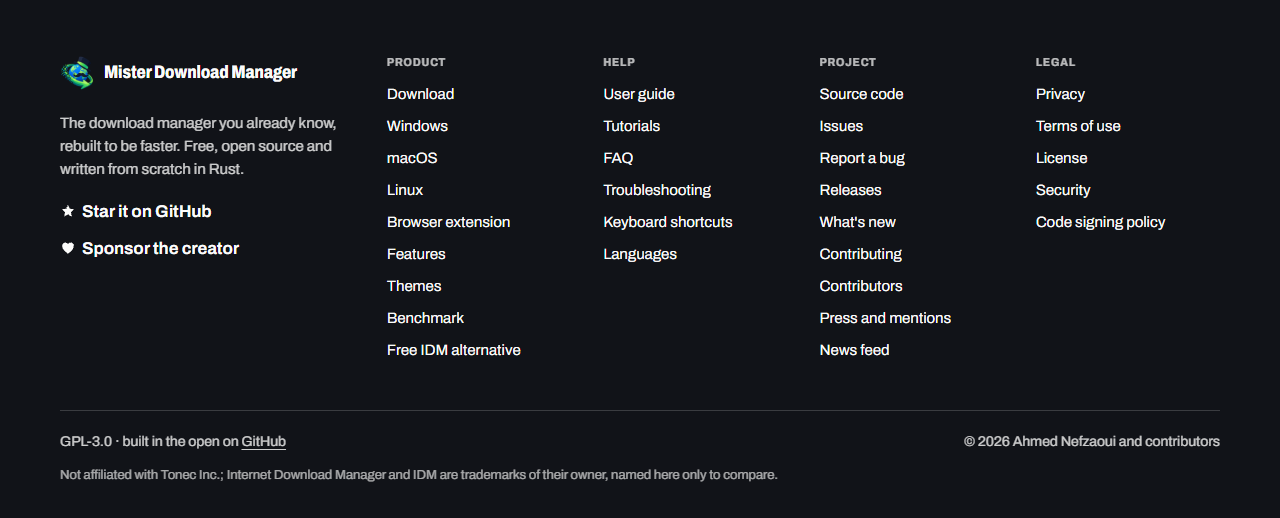 Mister Download Manager
The download manager you already know,
rebuilt to be faster. Free, open source and
written from scratch in Rust.
Star it on GitHub
Sponsor the creator
PRODUCT
Download
Windows
macOS
Linux
Browser extension
Features
Themes
Benchmark
Free IDM alternative
HELP
User guide
Tutorials
FAQ
Troubleshooting
Keyboard shortcuts
Languages
PROJECT
Source code
Issues
Report a bug
Releases
What's new
Contributing
Contributors
Press and mentions
News feed
LEGAL
Privacy
Terms of use
License
Security
Code signing policy
GPL-3.0 · built in the open on GitHub
© 2026 Ahmed Nefzaoui and contributors
Not affiliated with Tonec Inc.; Internet Download Manager and IDM are trademarks of their owner, named here only to compare.